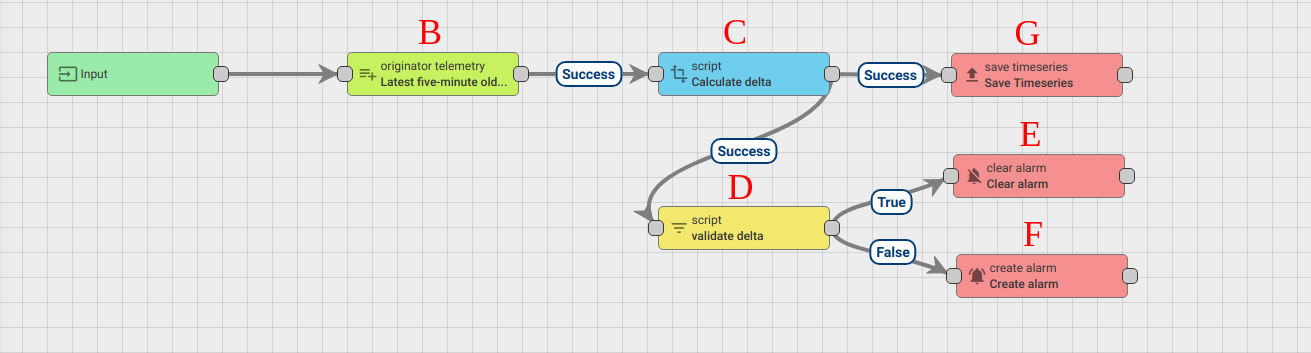 B
C
G
Input
originator telemetry
Latest five-minute old...
Success
script
Calculate delta
Success
save timeseries
Save Timeseries
E
Success
clear alarm
Clear alarm
D
True
script
validate delta
F
False
create alarm
Create alarm